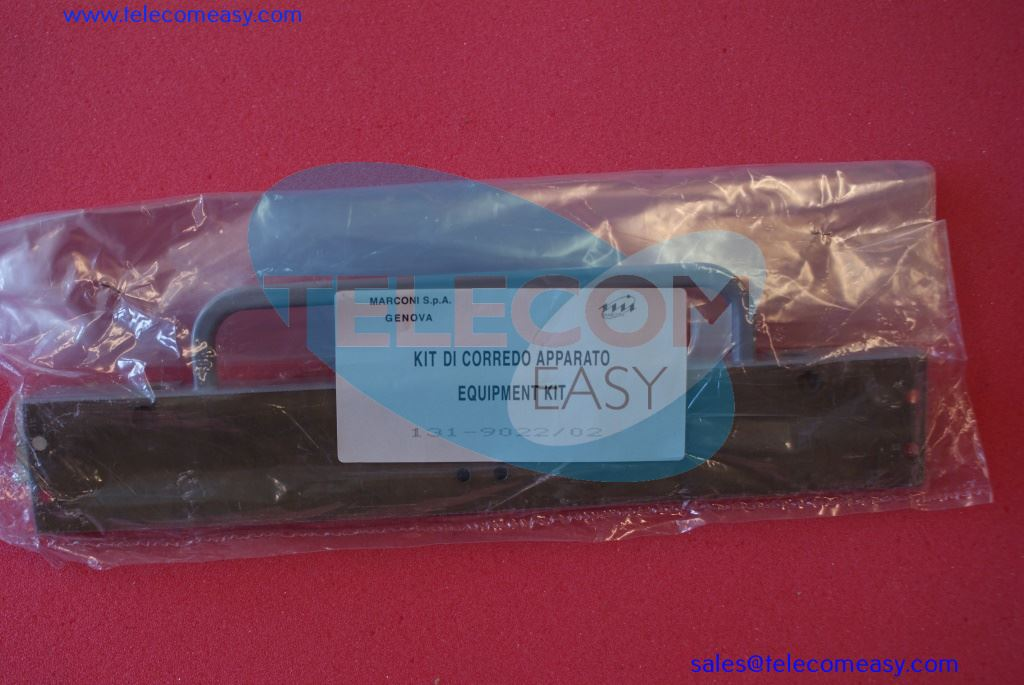 www.telecomeasy.com
MARCONI S.p.A.
GENOVA
TELECOM
KIT DI CORREDO APPARATO
EQUIPMENT KIT
EASY
131-9022/02
sales@telecomeasy.com